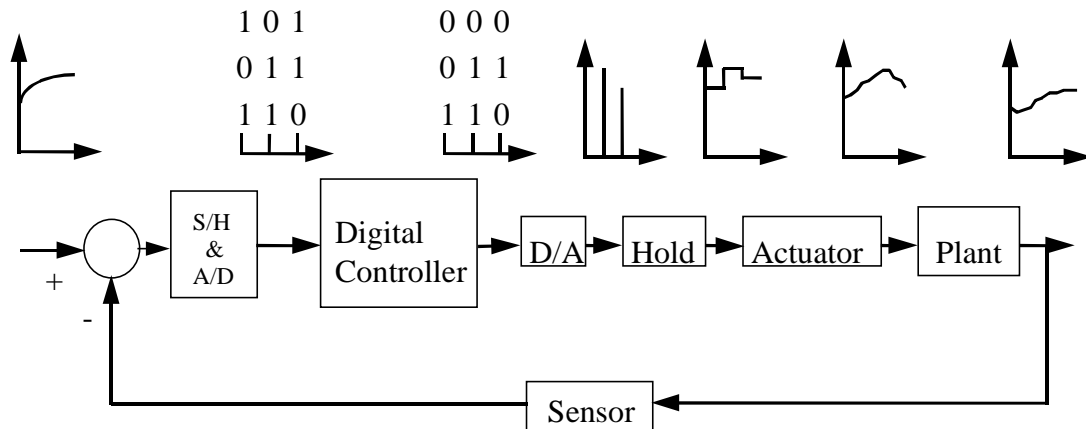 1 0 1
0 1 1
1 1 0
0 0 0
0 1 1
1 1 0
+
-
S/H
&
A/D
Digital
Controller
D/A
Hold
Actuator
Plant
Sensor